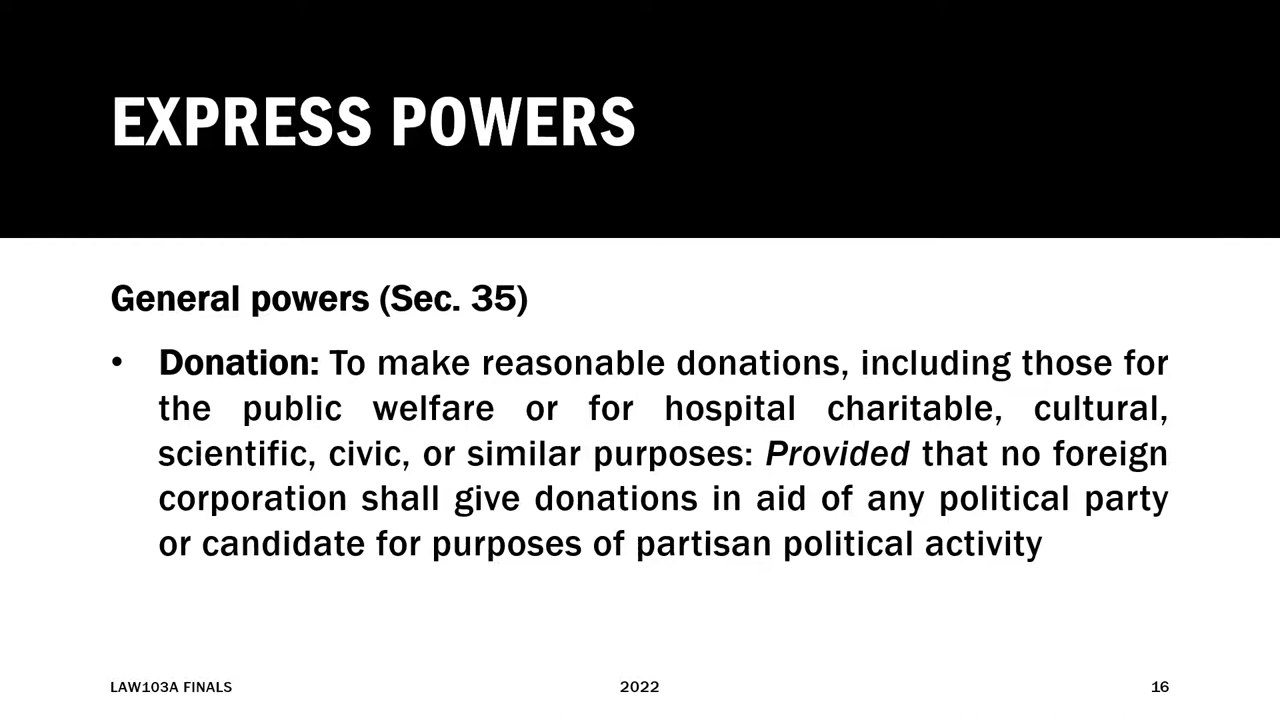 EXPRESS POWERS
General powers (Sec. 35)
• Donation: To make reasonable donations, including those for
the public welfare or for hospital charitable, cultural,
scientific, civic, or similar purposes: Provided that no foreign
corporation shall give donations in aid of any political party
or candidate for purposes of partisan political activity
LAW103A FINALS
2022
16